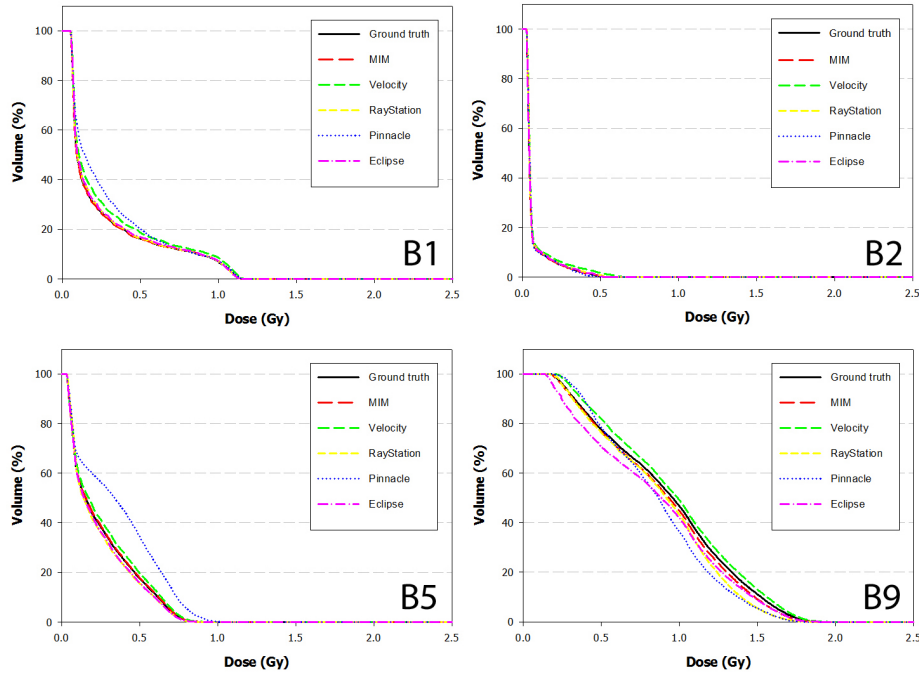 100
80
60
40
20
0
Volume (%)
Ground truth
MIM
Velocity
RayStation
Pinnacle
Eclipse
B1
0.0 0.5 1.0 1.5 2.0 2.5
Dose (Gy)
100
80
60
40
20
0
Volume (%)
Ground truth
MIM
Velocity
RayStation
Pinnacle
Eclipse
B2
0.0 0.5 1.0 1.5 2.0 2.5
Dose (Gy)
100
80
60
40
20
0
Volume (%)
Ground truth
MIM
Velocity
RayStation
Pinnacle
Eclipse
B5
0.0 0.5 1.0 1.5 2.0 2.5
Dose (Gy)
100
80
60
40
20
0
Volume (%)
Ground truth
MIM
Velocity
RayStation
Pinnacle
Eclipse
B9
0.0 0.5 1.0 1.5 2.0 2.5
Dose (Gy)